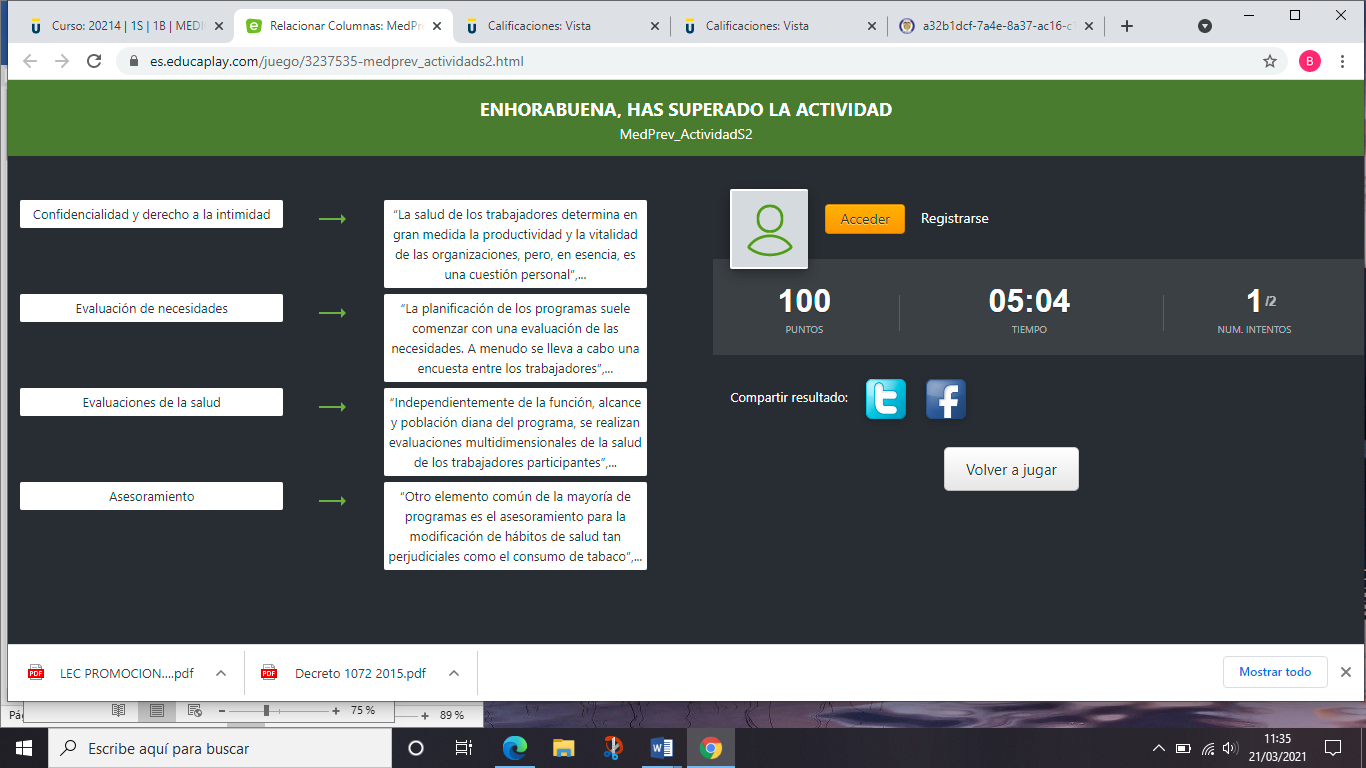 Curso: 20214 | 1S | 1B | MEDI
Relacionar Columnas: MedPre
Calificaciones: Vista
Calificaciones: Vista
a32b1dcf-7a4e-8a37-ac16-c
es.educaplay.com/juego/3237535-medprev_actividads2.html
B
ENHORABUENA, HAS SUPERADO LA ACTIVIDAD
MedPrev_ActividadS2
Confidencialidad y derecho a la intimidad
“La salud de los trabajadores determina en
gran medida la productividad y la vitalidad
de las organizaciones, pero, en esencia, es
una cuestión personal”,...
Evaluación de necesidades
“La planificación de los programas suele
comenzar con una evaluación de las
necesidades. A menudo se lleva a cabo una
encuesta entre los trabajadores”,...
Evaluaciones de la salud
“Independientemente de la función, alcance
y población diana del programa, se realizan
evaluaciones multidimensionales de la salud
de los trabajadores participantes”,...
Asesoramiento
“Otro elemento común de la mayoría de
programas es el asesoramiento para la
modificación de hábitos de salud tan
perjudiciales como el consumo de tabaco”,...
Acceder
Registrarse
100
PUNTOS
05:04
TIEMPO
1 /2
NUM. INTENTOS
Compartir resultado:
Volver a jugar
LEC PROMOCION....pdf
Decreto 1072 2015.pdf
Mostrar todo
Pág
75 %
89 %
Escribe aquí para buscar
11:35
21/03/2021